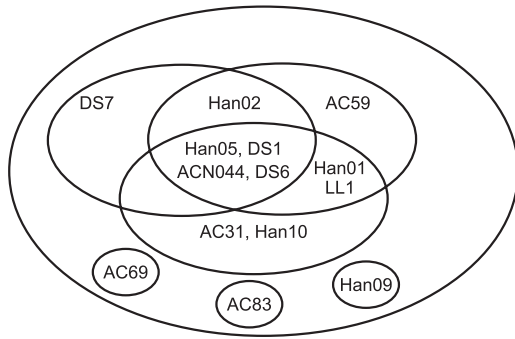 DS7
Han02
AC59
Han05, DS1
ACN044, DS6
Han01
LL1
AC31, Han10
AC69
AC83
Han09